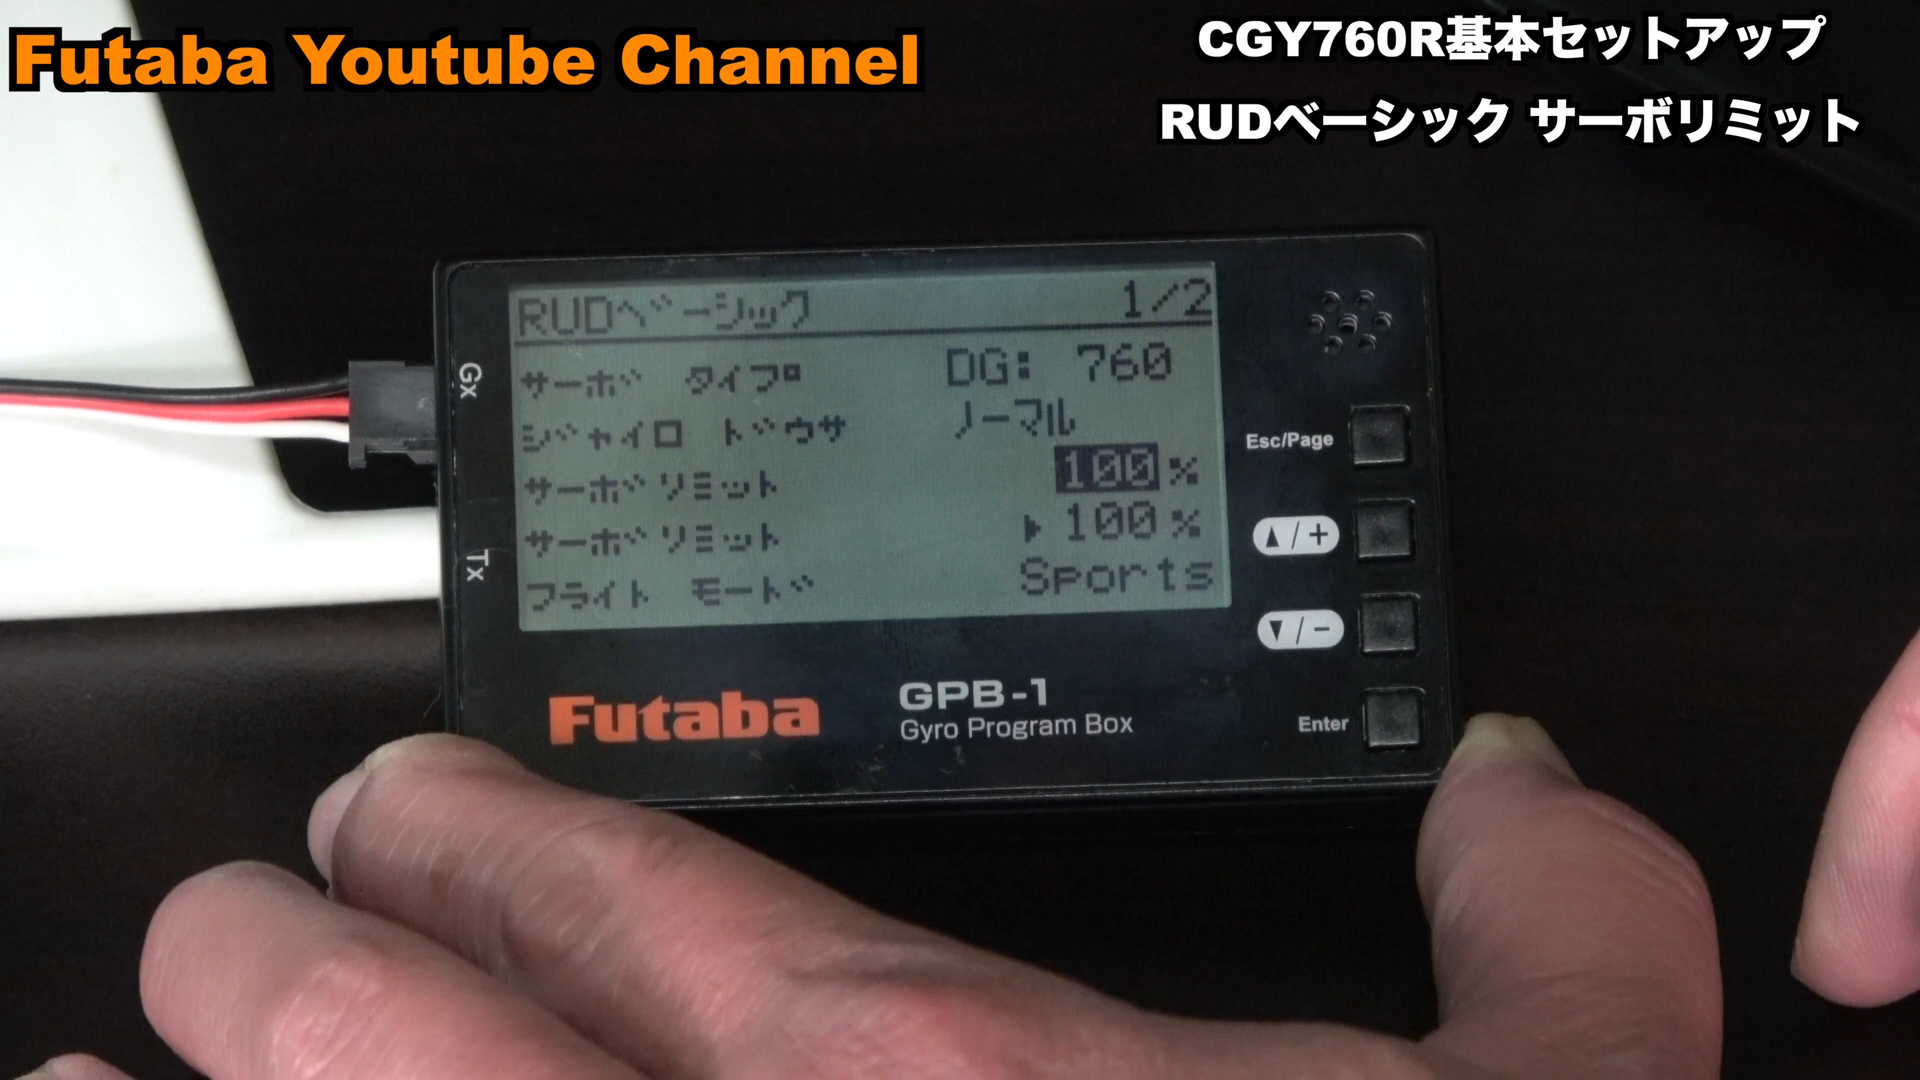 Futaba Youtube Channel
CGY760R基本セットアップ
RUDベーシック サーボリミット
RUDベーシック 1/2
サーボ タイプ DG: 760
ジャイロ ドウサ ノーマル
サーボリミット 100%
サーボリミット ▶100%
フライト モード Sports
Gx
Tx
Esc/Page
▲/+
▼/-
Enter
Futaba
GPB-1
Gyro Program Box